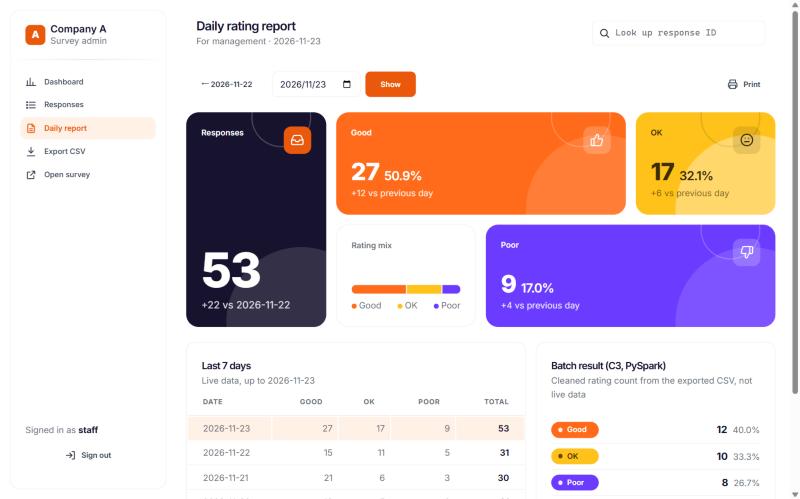 A
Company A
Survey admin
Dashboard
Responses
Daily report
Export CSV
Open survey
Signed in as staff
Sign out
Daily rating report
For management · 2026-11-23
Look up response ID
← 2026-11-22
2026/11/23
Show
Print
Responses
53
+22 vs 2026-11-22
Good
27 50.9%
+12 vs previous day
OK
17 32.1%
+6 vs previous day
Rating mix
Good OK Poor
Poor
9 17.0%
+4 vs previous day
Last 7 days
Live data, up to 2026-11-23
DATE GOOD OK POOR TOTAL
2026-11-23 27 17 9 53
2026-11-22 15 11 5 31
2026-11-21 21 6 3 30
Batch result (C3, PySpark)
Cleaned rating count from the exported CSV, not
live data
Good 12 40.0%
OK 10 33.3%
Poor 8 26.7%